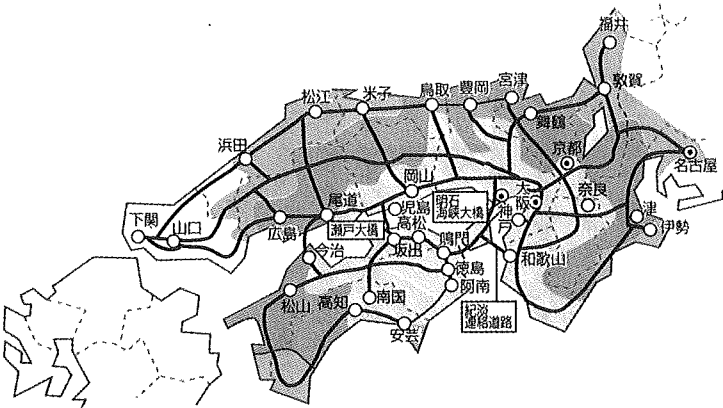 福井
敦賀
宮津
豊岡
鳥取
米子
松江
舞鶴
京都
名古屋
浜田
岡山
明石
海峡大橋
大阪
奈良
神戸
津
伊勢
下関
山口
広島
尾道
瀬戸大橋
児島
高松
坂出
鳴門
和歌山
今治
徳島
阿南
松山
高知
南国
安芸
紀淡
連絡道路